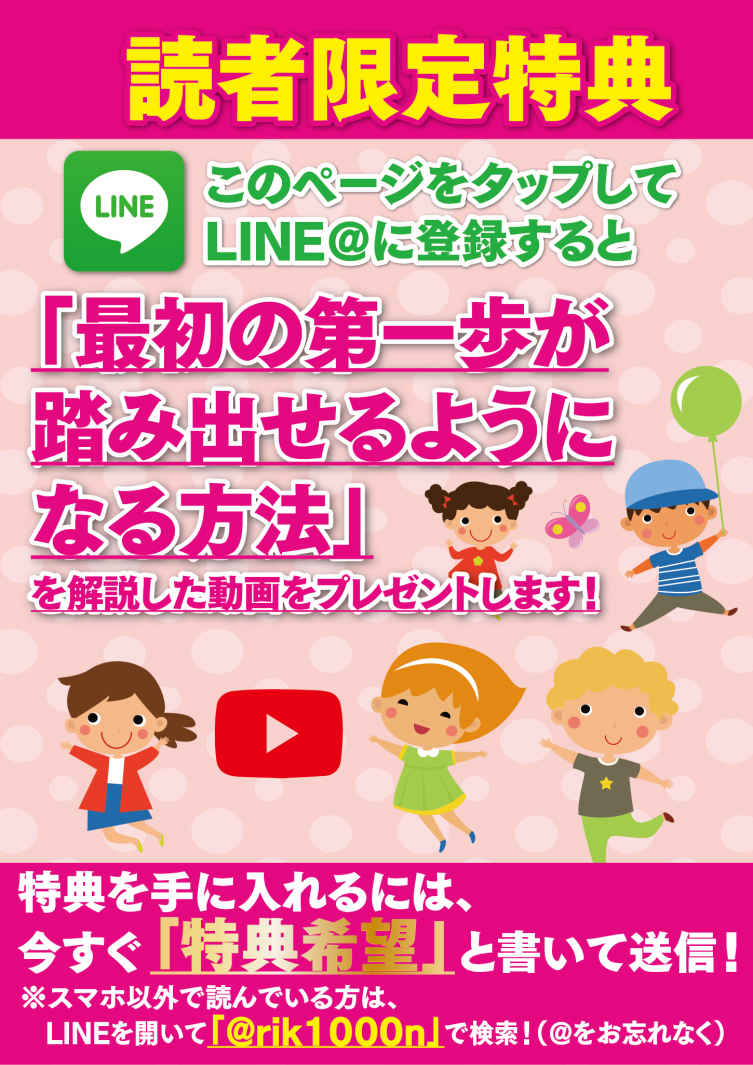 読者限定特典
LINE
このページをタップして
LINE@に登録すると
「最初の第一歩が
踏み出せるように
なる方法」
を解説した動画をプレゼントします!
特典を手に入れるには、
今すぐ「特典希望」と書いて送信!
※スマホ以外で読んでいる方は、
LINEを開いて「@rik1000n」で検索!(@をお忘れなく)